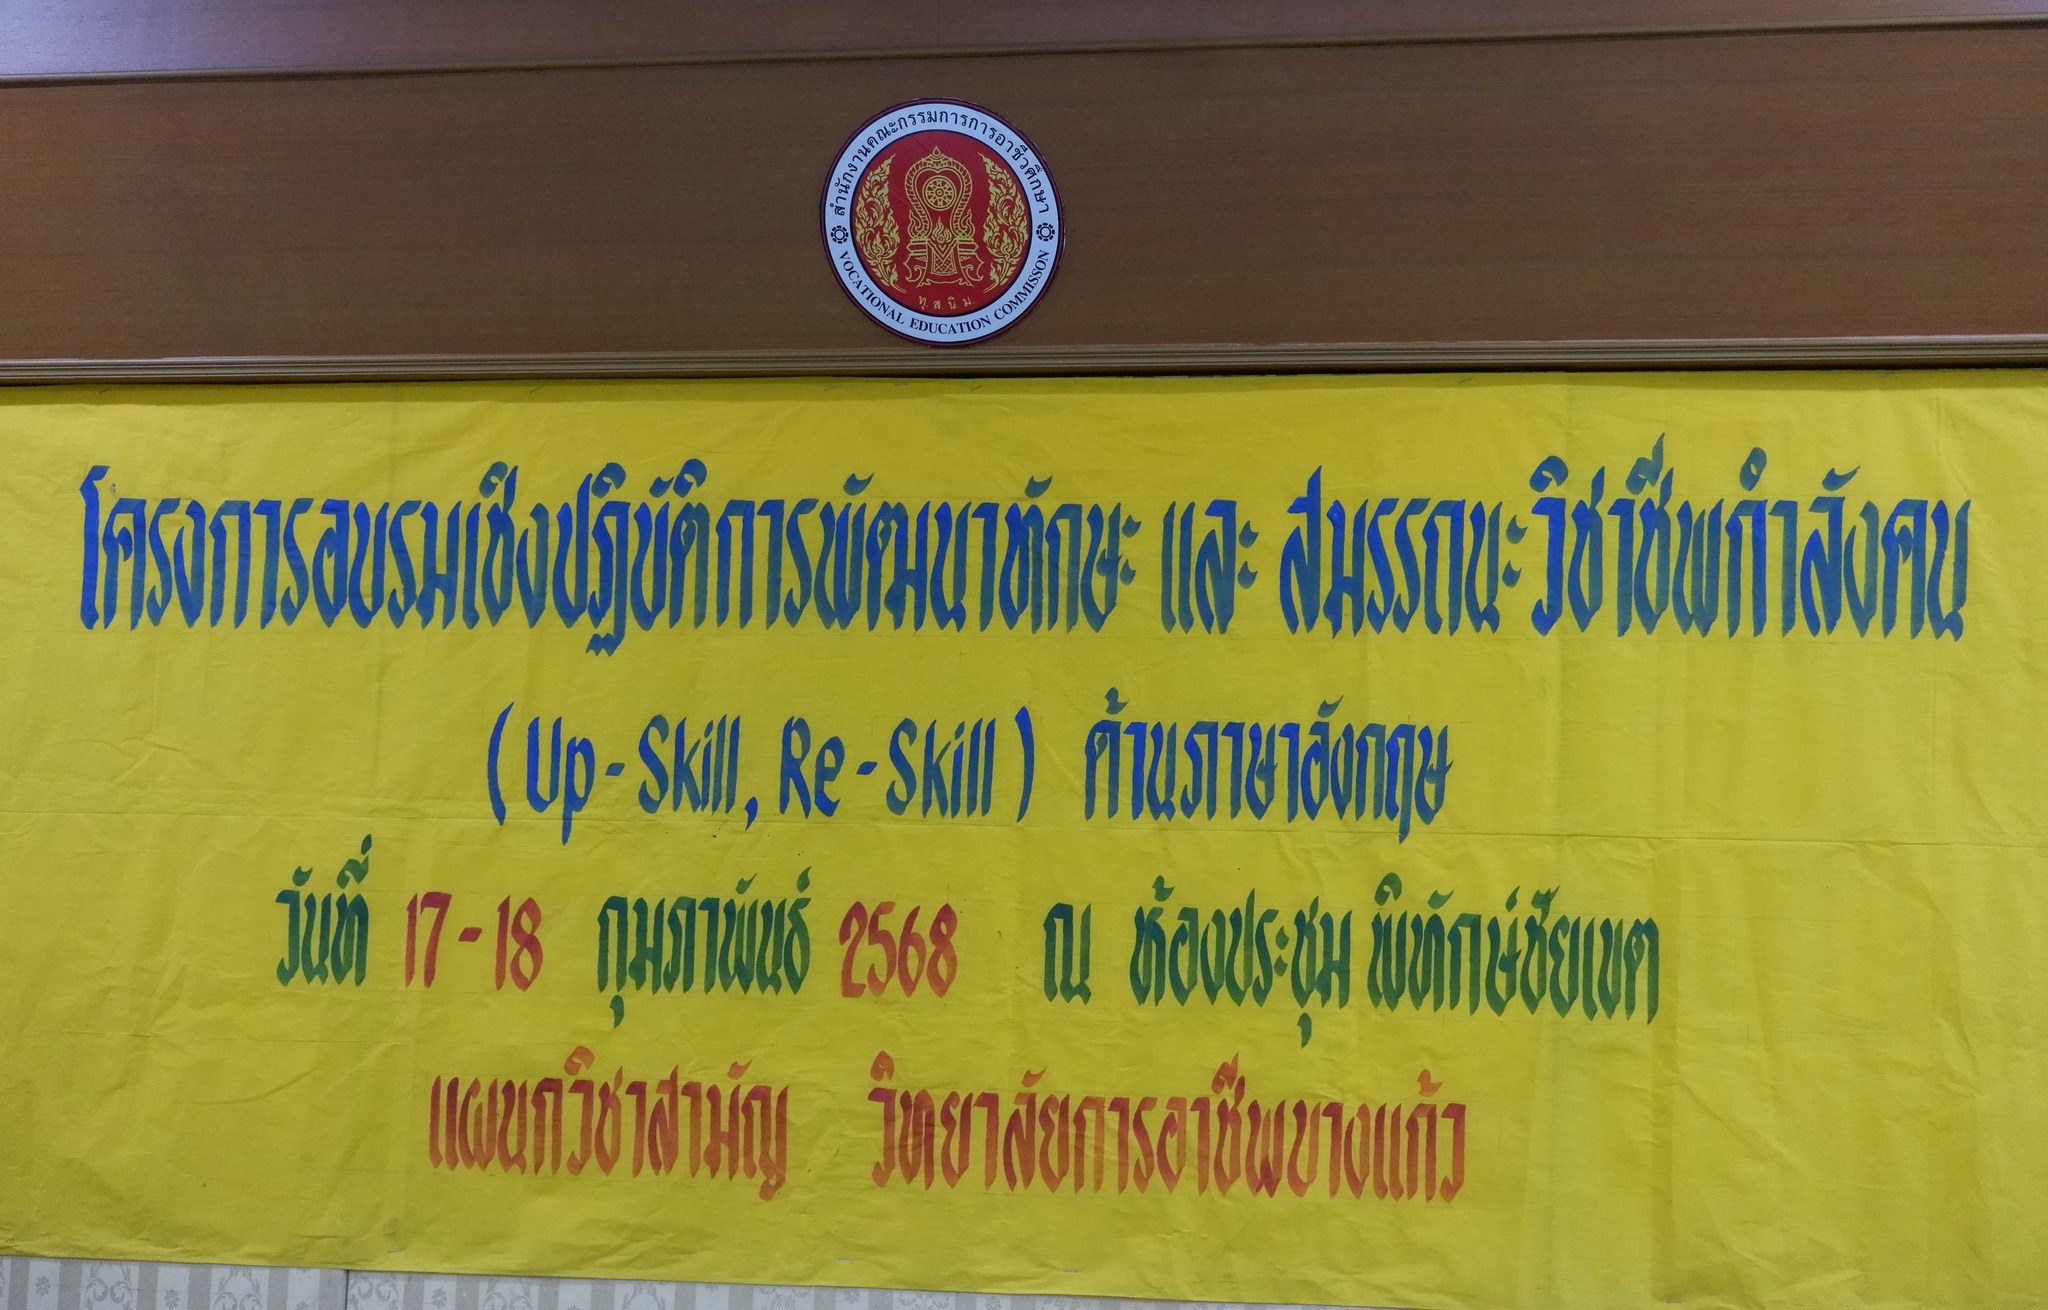 สำนักงานคณะกรรมการการอาชีวศึกษา
ทุ ส นิ ม
VOCATIONAL EDUCATION COMMISSON
โครงการอบรมเชิงปฏิบัติการพัฒนาทักษะ และ สมรรถนะวิชาชีพกำลังคน
(Up-Skill, Re-Skill) ด้านภาษาอังกฤษ
วันที่ 17-18 กุมภาพันธ์ 2568 ณ ห้องประชุม พิทักษ์ชัยเขต
แผนกวิชาสามัญ วิทยาลัยการอาชีพบางแก้ว